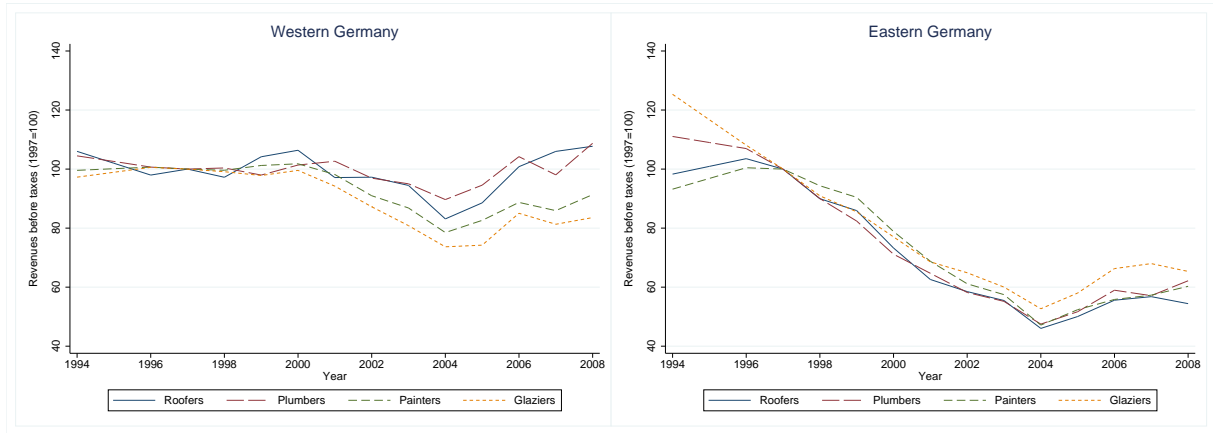 Western Germany
Revenues before taxes (1997=100)
140
120
100
80
60
40
1994 1996 1998 2000 2002 2004 2006 2008
Year
Roofers Plumbers Painters Glaziers
Eastern Germany
Revenues before taxes (1997=100)
140
120
100
80
60
40
1994 1996 1998 2000 2002 2004 2006 2008
Year
Roofers Plumbers Painters Glaziers